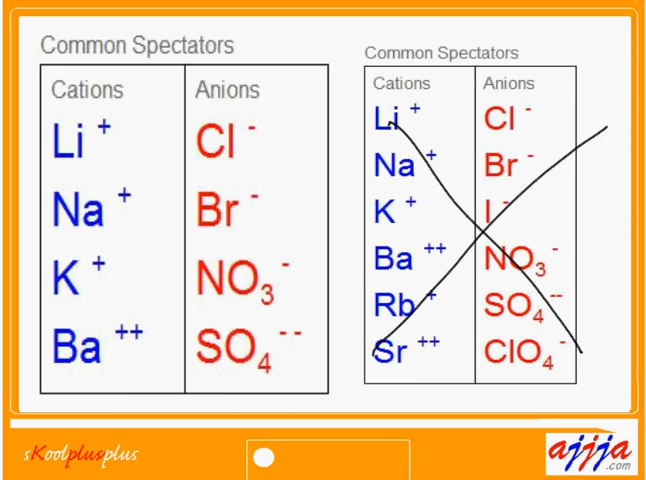 Common Spectators
Cations Anions
Li + Cl -
Na + Br -
K + NO3 -
Ba ++ SO4 --
Common Spectators
Cations Anions
Li + Cl -
Na + Br -
K + I -
Ba ++ NO3 -
Rb + SO4 --
Sr ++ ClO4 -
sKoolplusplus
ajjja
.com